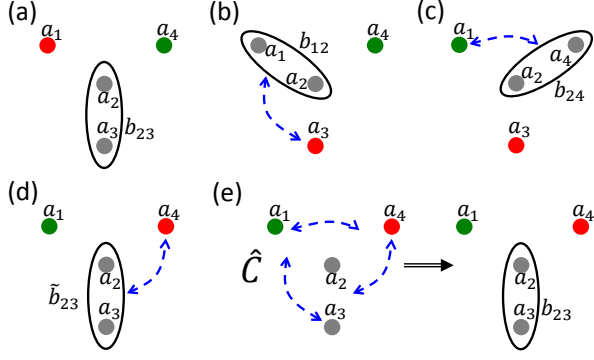 (a)
a₁
a₄
a₂
a₃
b₂₃
(b)
a₁
b₁₂
a₄
a₂
a₃
(c)
a₁
a₄
a₂
b₂₄
a₃
(d)
a₁
a₄
a₂
b̃₂₃
a₃
(e)
a₁
a₄
Ĉ
a₂
a₃
a₁
a₄
a₂
a₃
b₂₃